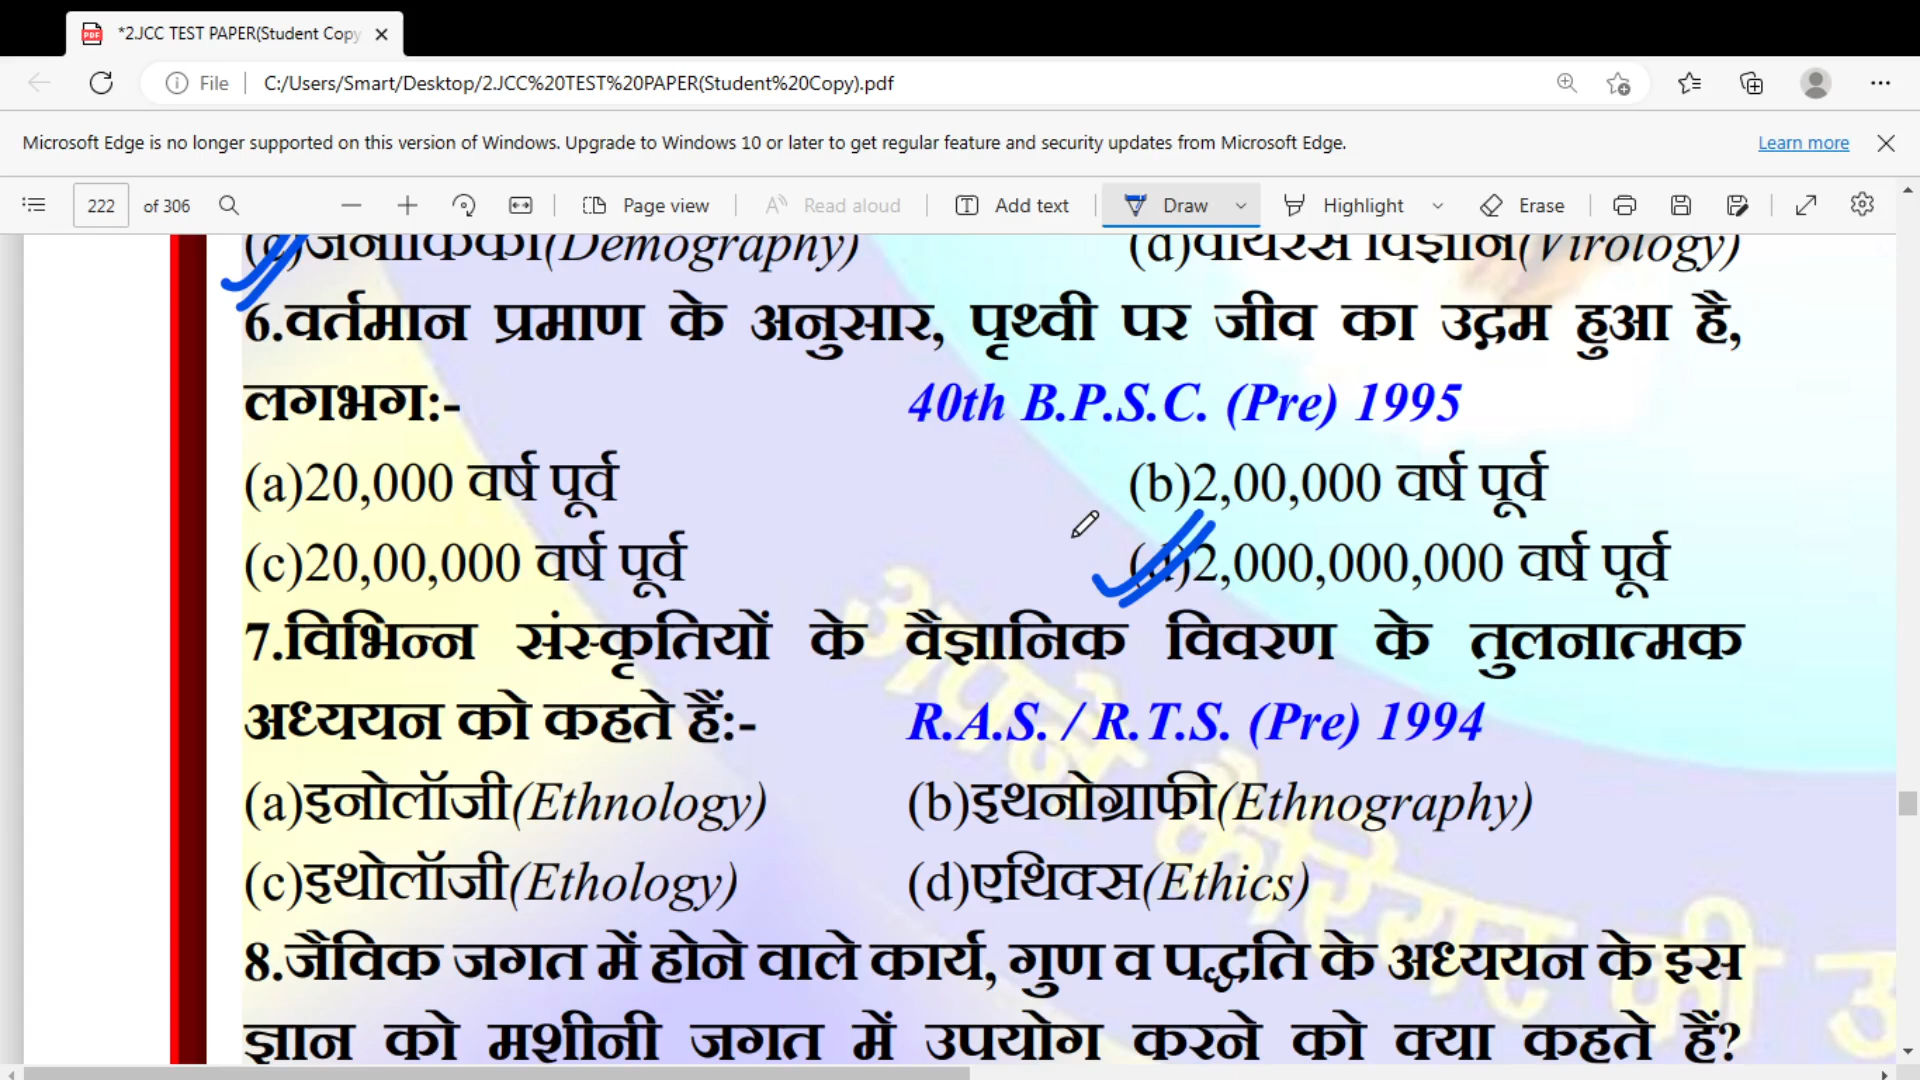 *2.JCC TEST PAPER(Student Copy
File C:/Users/Smart/Desktop/2.JCC%20TEST%20PAPER(Student%20Copy).pdf
Microsoft Edge is no longer supported on this version of Windows. Upgrade to Windows 10 or later to get regular feature and security updates from Microsoft Edge. Learn more
222 of 306 Page view Read aloud Add text Draw Highlight Erase
(c)जनांकिकी(Demography) (d)वायरस विज्ञान(Virology)
6.वर्तमान प्रमाण के अनुसार, पृथ्वी पर जीव का उद्गम हुआ है,
लगभग:- 40th B.P.S.C. (Pre) 1995
(a)20,000 वर्ष पूर्व (b)2,00,000 वर्ष पूर्व
(c)20,00,000 वर्ष पूर्व (d)2,000,000,000 वर्ष पूर्व
7.विभिन्न संस्कृतियों के वैज्ञानिक विवरण के तुलनात्मक
अध्ययन को कहते हैं:- R.A.S. / R.T.S. (Pre) 1994
(a)इनोलॉजी(Ethnology) (b)इथनोग्राफी(Ethnography)
(c)इथोलॉजी(Ethology) (d)एथिक्स(Ethics)
8.जैविक जगत में होने वाले कार्य, गुण व पद्धति के अध्ययन के इस
ज्ञान को मशीनी जगत में उपयोग करने को क्या कहते हैं?
अपने कैरियर की